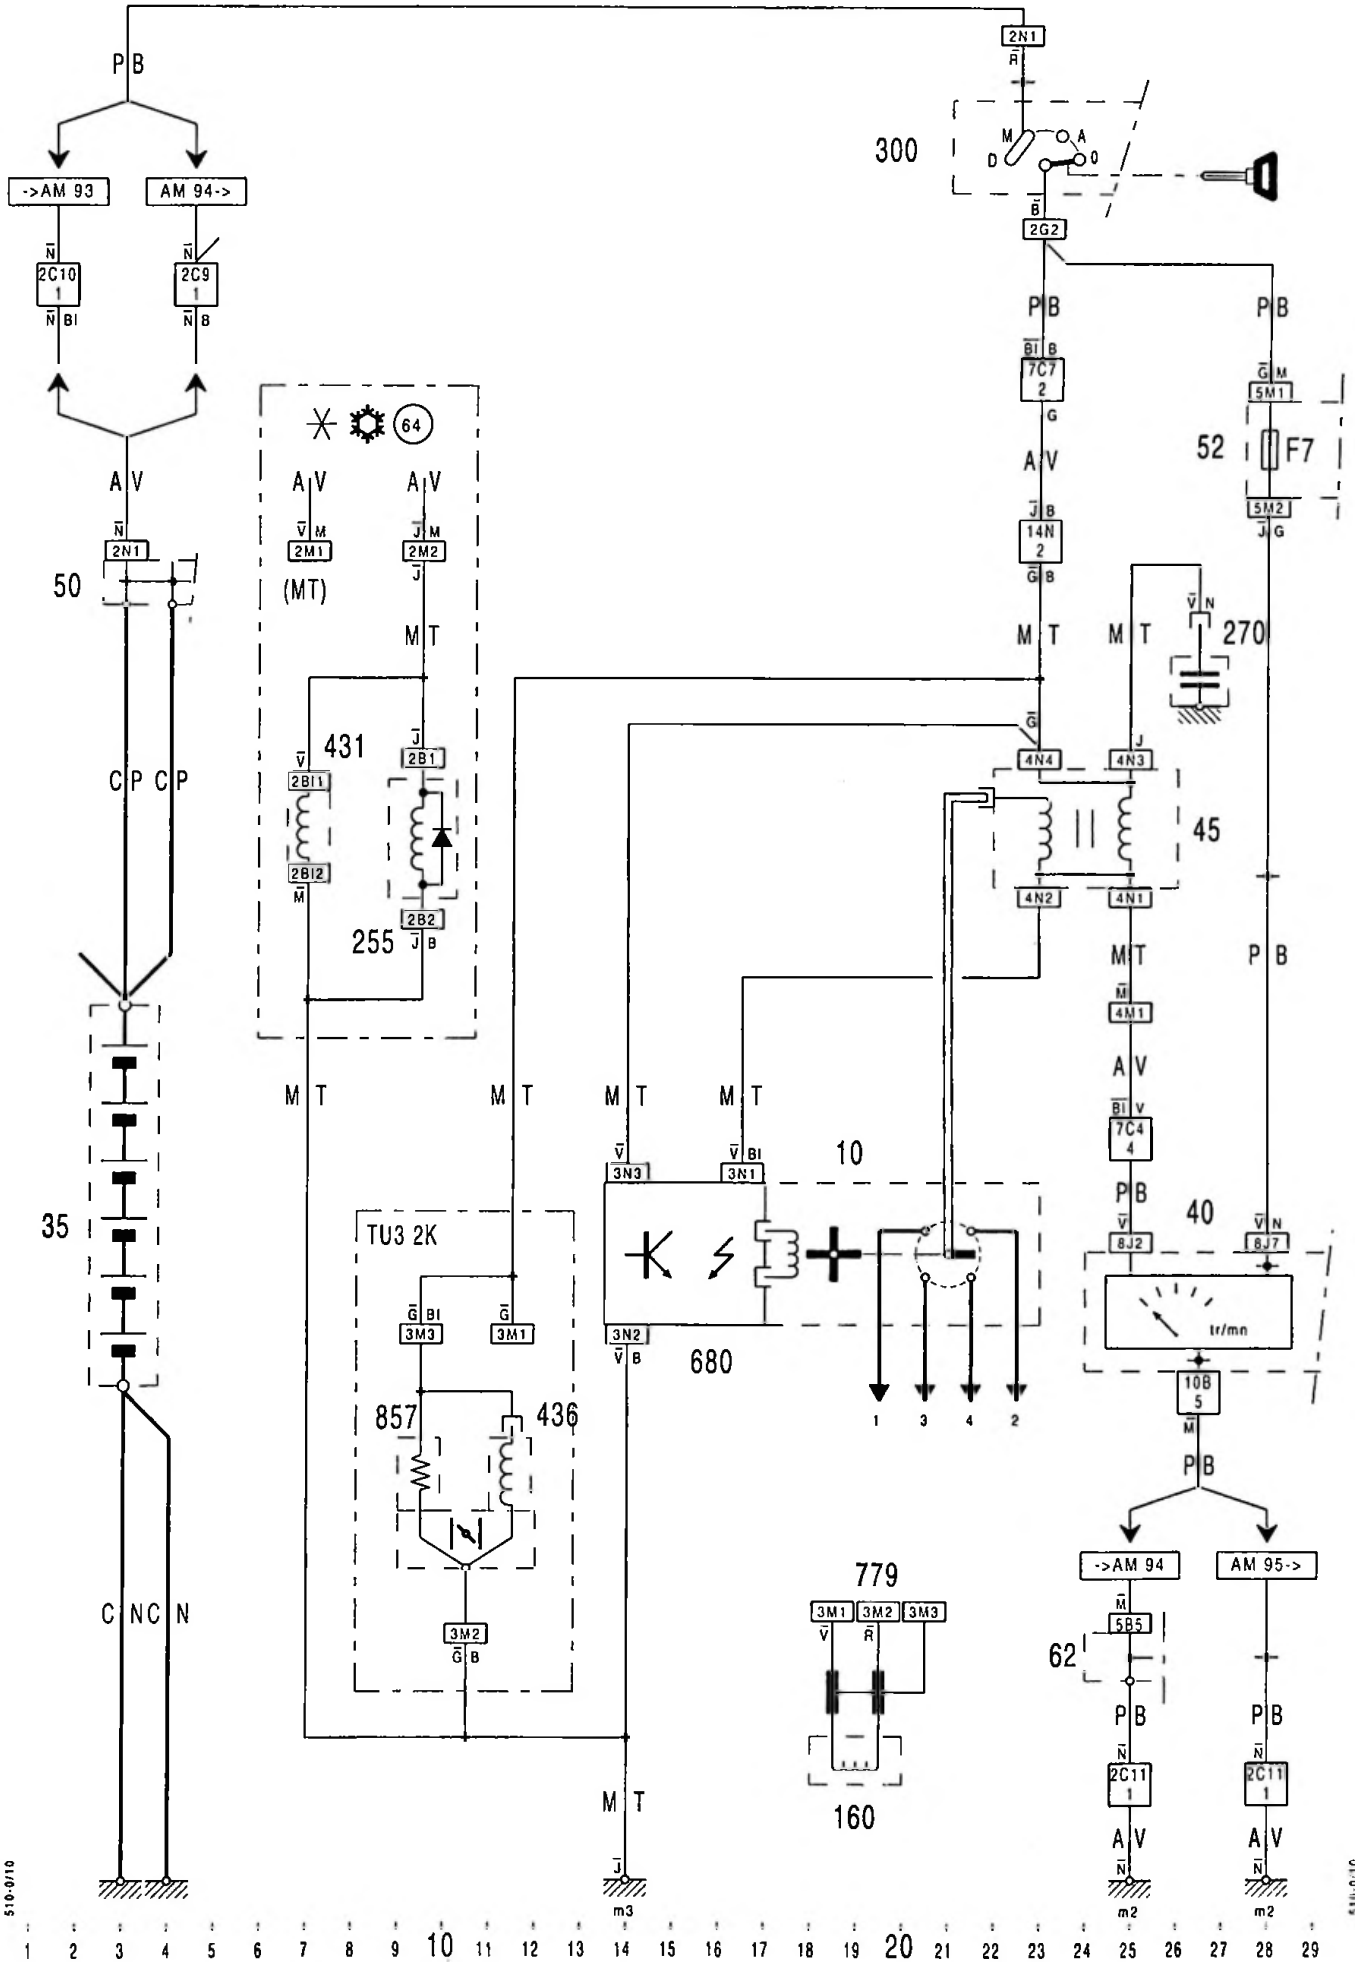 2N1
R
P B
300
M
A
D
0
->AM 93
AM 94->
B
2G2
N
N
2C10
1
2C9
1
N BI
N B
P B
P B
BI B
7C7
2
G M
5M1
G
64
52
F7
A V
A V
A V
A V
J B
5M2
N
V M
J M
14N
2
J G
2N1
2M1
2M2
G B
50
(MT)
J
V N
M T
M T
M T
270
G
J
431
J
V
2B1
4N4
4N3
C P
C P
2BI1
45
2BI2
M
4N2
4N1
2B2
255
J B
M T
P B
M
4M1
A V
M T
M T
M T
M T
BI V
7C4
4
10
V
V BI
3N3
3N1
P B
35
TU3 2K
V
40
V N
8J2
8J7
G BI
G
3M3
3M1
3N2
V B
680
tr/mn
10B
5
857
436
1
3
4
2
M
P B
->AM 94
AM 95->
779
C N
C N
3M1
3M2
3M3
M
5B5
V
R
3M2
G B
62
P B
P B
N
N
2C11
1
2C11
1
M T
160
A V
A V
J
N
N
m3
m2
m2
510-0/10
510-0/10
1 2 3 4 5 6 7 8 9 10 11 12 13 14 15 16 17 18 19 20 21 22 23 24 25 26 27 28 29